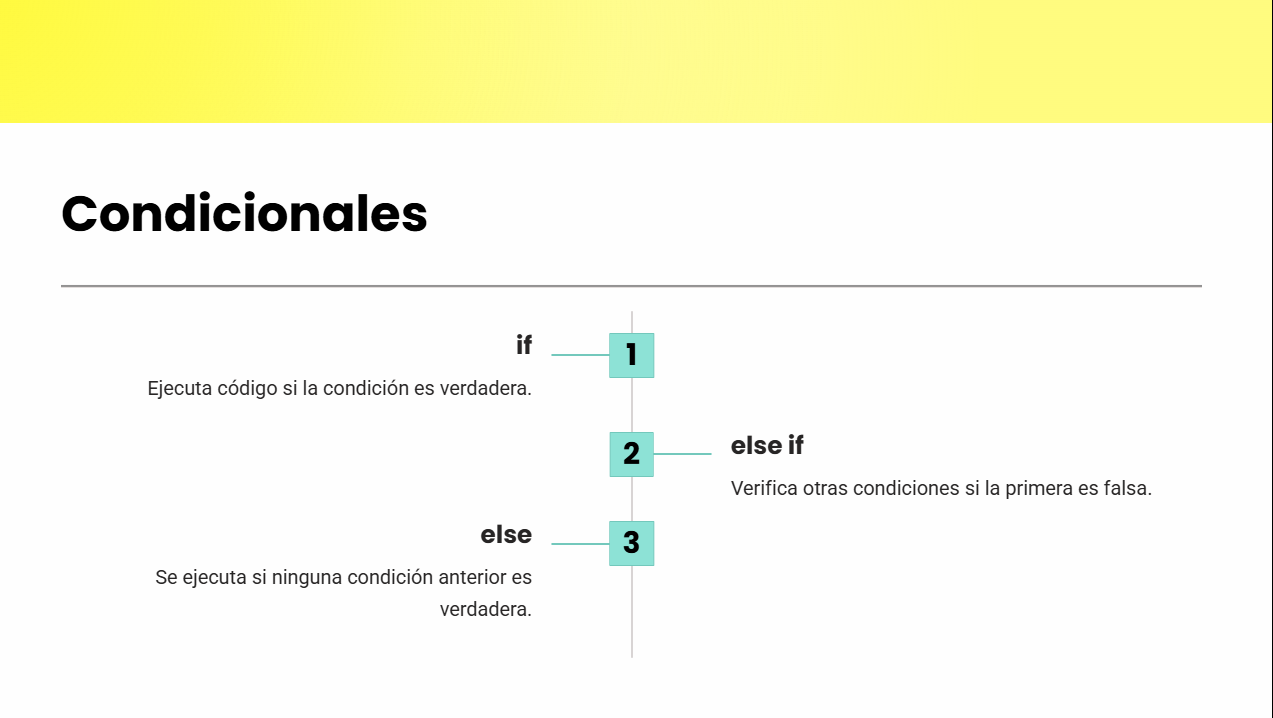 Condicionales
if
1
Ejecuta código si la condición es verdadera.
2
else if
Verifica otras condiciones si la primera es falsa.
else
3
Se ejecuta si ninguna condición anterior es
verdadera.